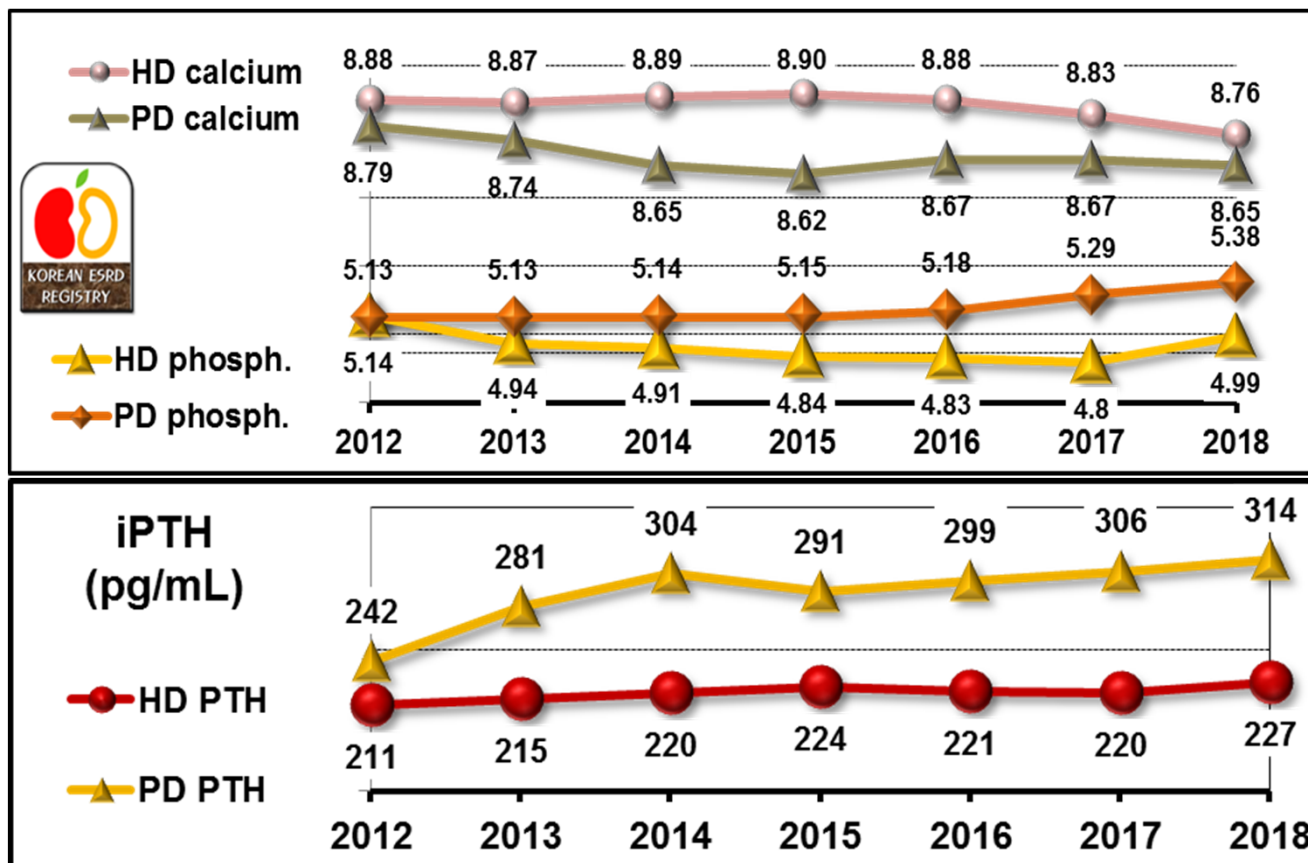 HD calcium
PD calcium
8.88 8.87 8.89 8.90 8.88 8.83 8.76
8.79 8.74 8.65 8.62 8.67 8.67 8.65
KOREAN ESRD
REGISTRY
5.13 5.13 5.14 5.15 5.18 5.29 5.38
HD phosph.
PD phosph.
5.14 4.94 4.91 4.84 4.83 4.8 4.99
2012 2013 2014 2015 2016 2017 2018
iPTH
(pg/mL)
242 281 304 291 299 306 314
HD PTH
PD PTH
211 215 220 224 221 220 227
2012 2013 2014 2015 2016 2017 2018